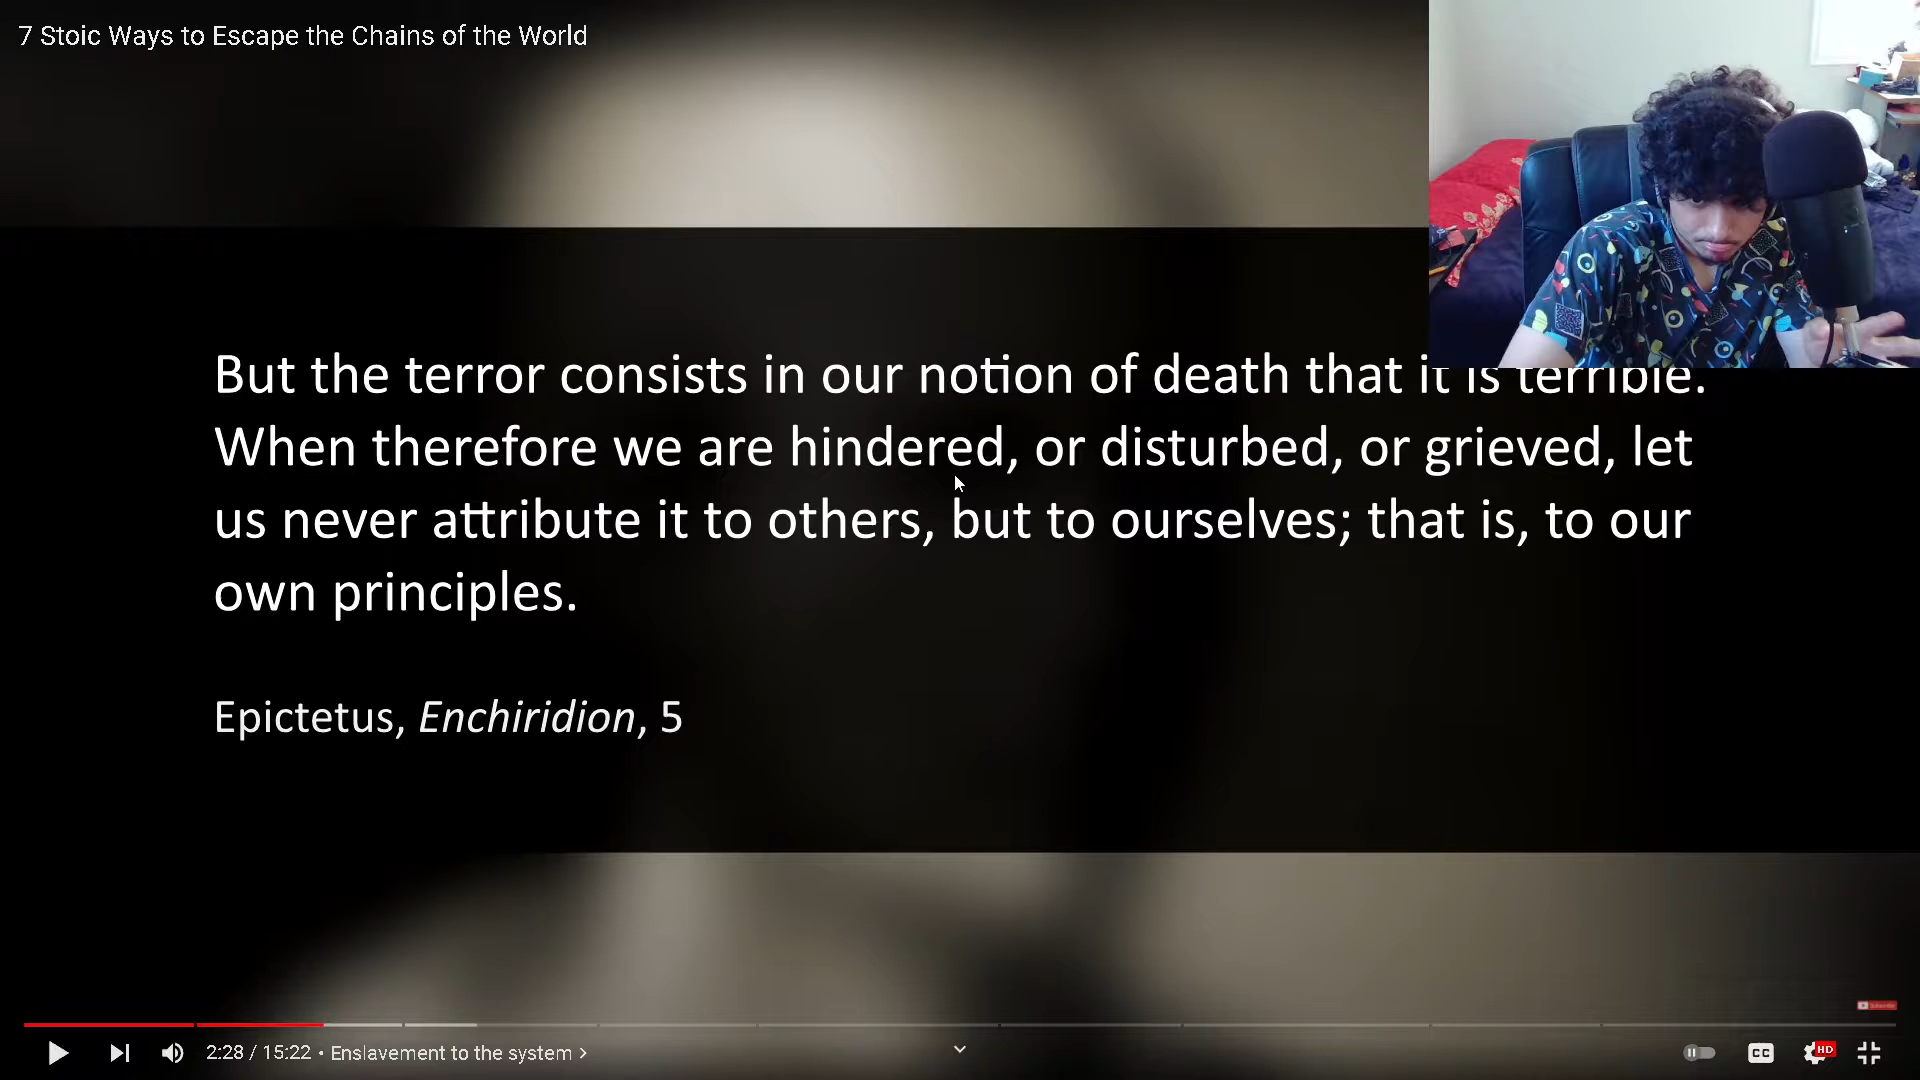 7 Stoic Ways to Escape the Chains of the World
But the terror consists in our notion of death that it is terrible.
When therefore we are hindered, or disturbed, or grieved, let
us never attribute it to others, but to ourselves; that is, to our
own principles.
Epictetus, Enchiridion, 5
2:28 / 15:22 • Enslavement to the system >
CC
HD